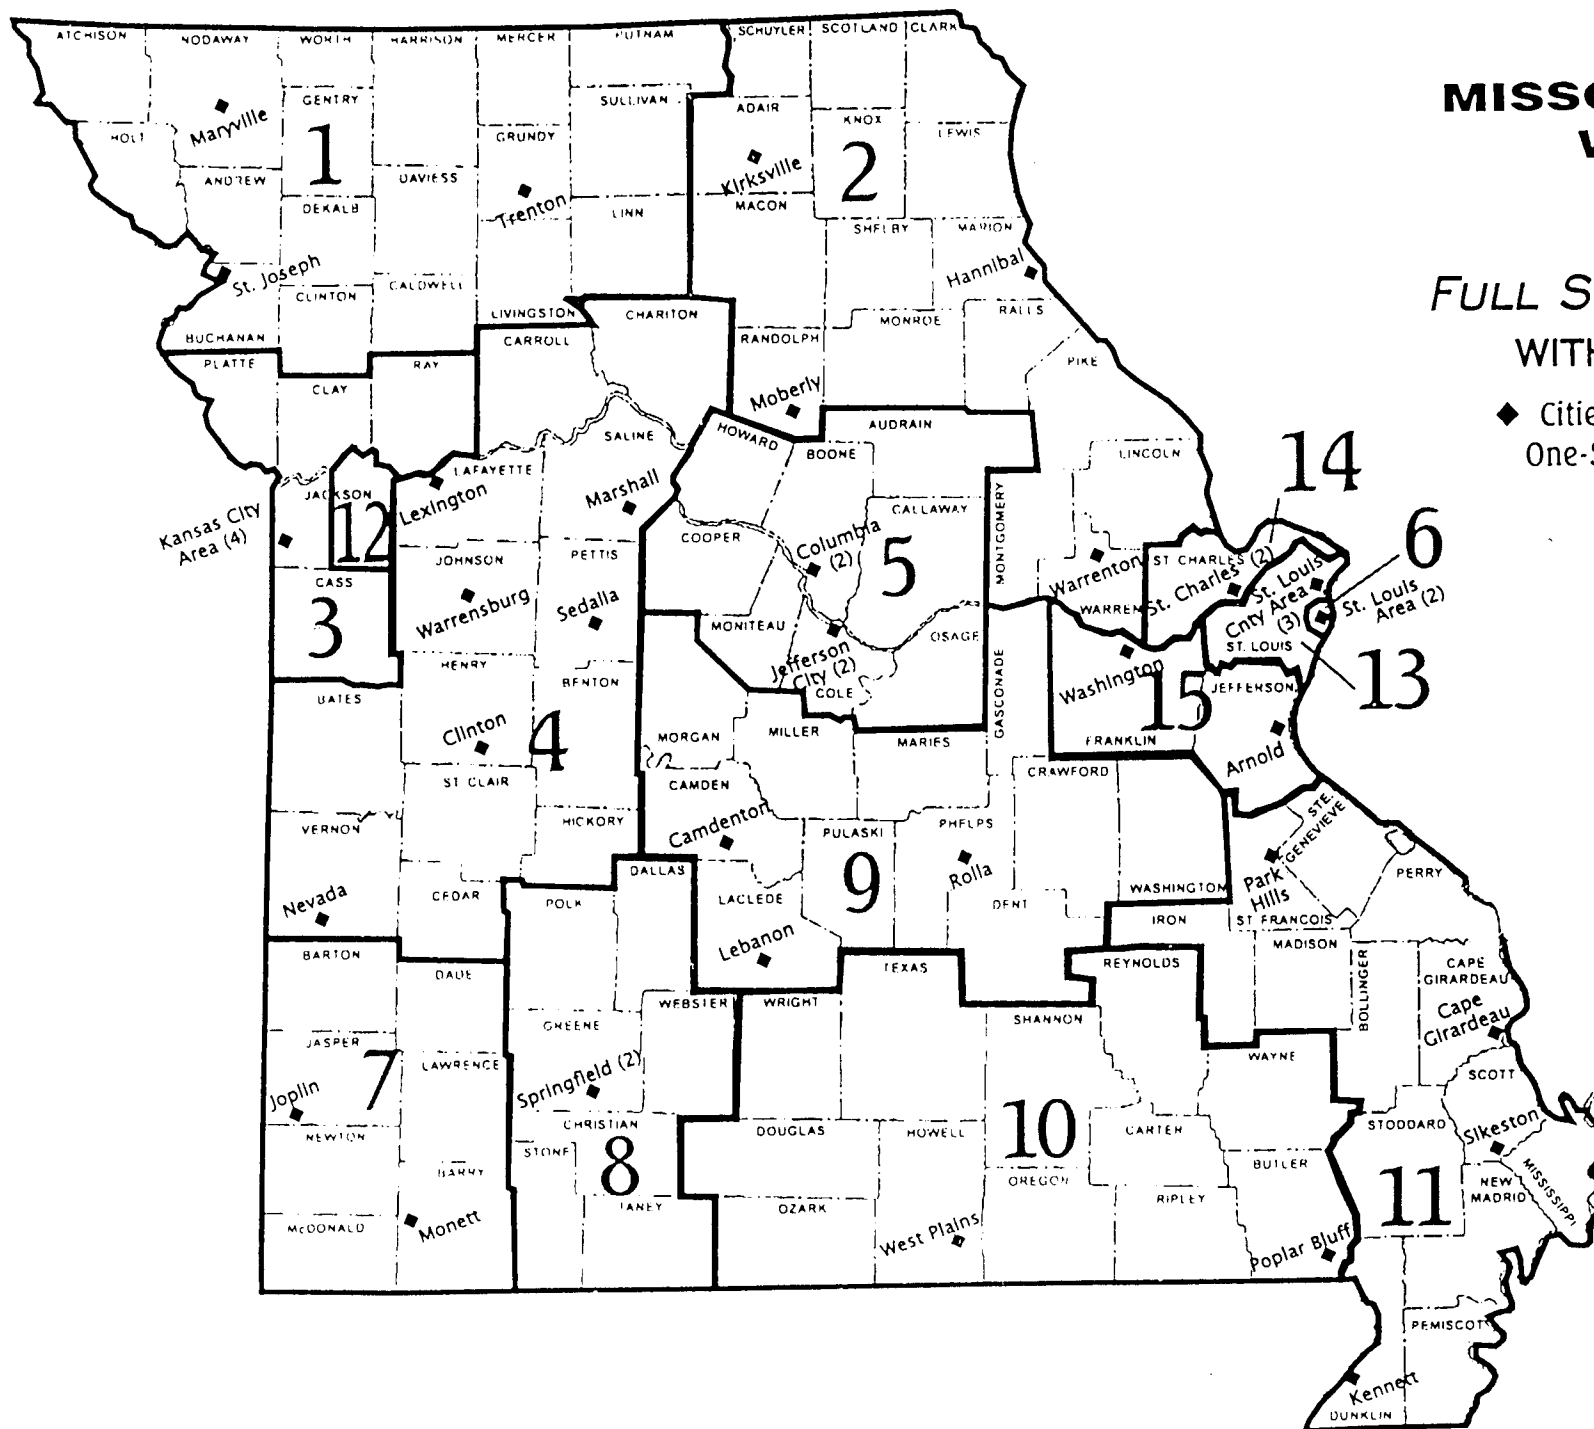 ATCHISON
NODAWAY
WORTH
HARRISON
MERCER
PUTNAM
SCHUYLER
SCOTLAND
CLARK
MISSO
GENTRY
SULLIVAN
ADAIR
KNOX
LEWIS
HOLT
Maryville
1
GRUNDY
Kirksville
2
ANDREW
DAVIESS
Trenton
DEKALB
LINN
MACON
SHELBY
MARION
St. Joseph
CLINTON
CALDWELL
Hannibal
FULL S
BUCHANAN
LIVINGSTON
CHARITON
MONROE
RALLS
WITH
PLATTE
RAY
CARROLL
RANDOLPH
PIKE
CLAY
Moberly
◆ Citie
One-S
SALINE
HOWARD
AUDRAIN
BOONE
LINCOLN
14
LAFAYETTE
JACKSON
Lexington
Marshall
MONTGOMERY
Kansas City
Area (4)
12
CALLAWAY
COOPER
Columbia
(2)
5
6
JOHNSON
PETTIS
ST CHARLES
St. Charles (2)
Warrenton
CASS
Warrensburg
Sedalia
WARREN
St. Louis
Cnty Area
(3)
St. Louis
Area (2)
3
MONITEAU
OSAGE
ST. LOUIS
HENRY
BENTON
Jefferson
City (2)
COLE
GASCONADE
Washington
15
JEFFERSON
13
BATES
Clinton
4
MORGAN
MILLER
MARIES
FRANKLIN
Arnold
ST CLAIR
CAMDEN
CRAWFORD
VERNON
HICKORY
Camdenton
PULASKI
PHELPS
STE.
GENEVIEVE
Nevada
CEDAR
DALLAS
POLK
LACLEDE
9
Rolla
DENT
WASHINGTON
Park
Hills
PERRY
IRON
ST FRANCOIS
BARTON
Lebanon
MADISON
DADE
TEXAS
REYNOLDS
BOLLINGER
CAPE
GIRARDEAU
WEBSTER
WRIGHT
Cape
Girardeau
GREENE
SHANNON
JASPER
7
LAWRENCE
Springfield (2)
WAYNE
SCOTT
Joplin
CHRISTIAN
10
NEWTON
STONE
8
DOUGLAS
HOWELL
CARTER
STODDARD
Sikeston
BARRY
BUTLER
MISSISSIPPI
OREGON
RIPLEY
11
NEW
MADRID
McDONALD
Monett
TANEY
OZARK
West Plains
Poplar Bluff
PEMISCOT
Kennett
DUNKLIN